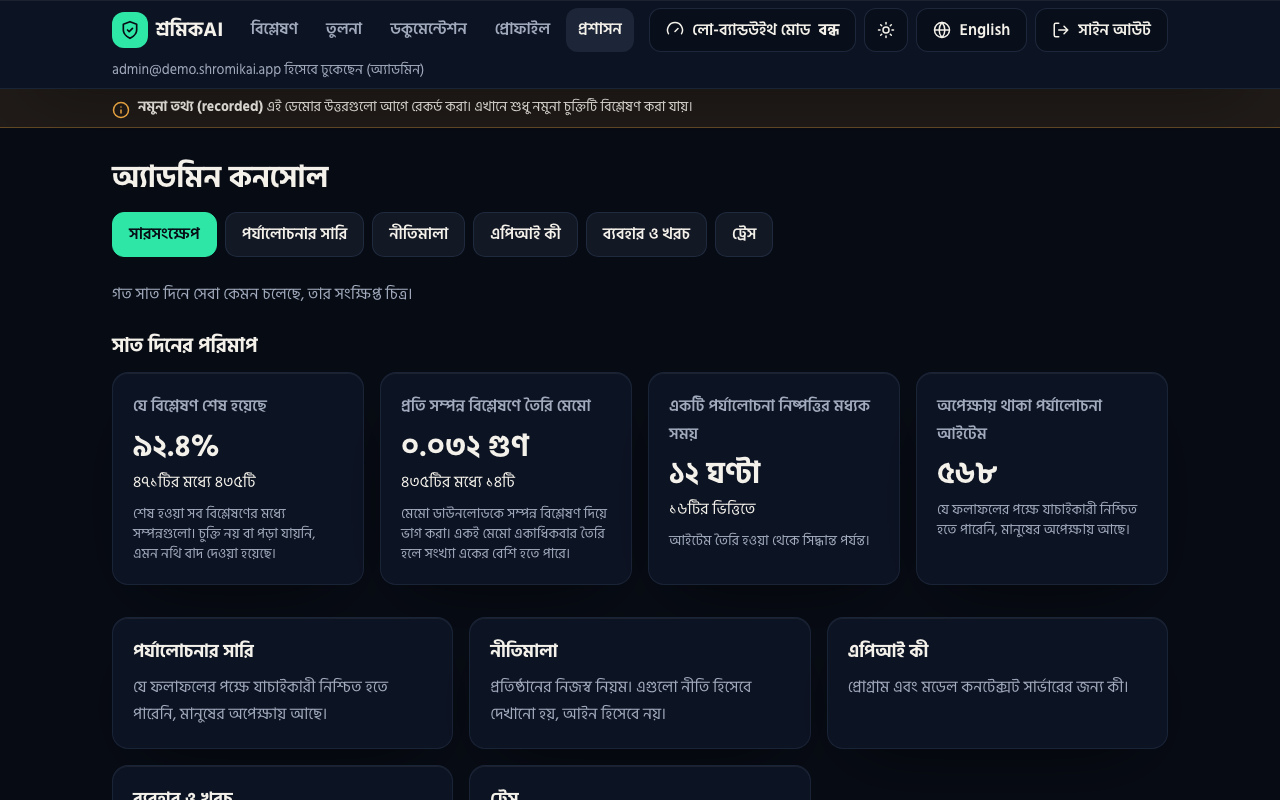 শ্রমিকAI
বিশ্লেষণ
তুলনা
ডকুমেন্টেশন
প্রোফাইল
প্রশাসন
লো-ব্যান্ডউইথ মোড বন্ধ
English
সাইন আউট
admin@demo.shromikai.app হিসেবে ঢুকেছেন (অ্যাডমিন)
নমুনা তথ্য (recorded) এই ডেমোর উত্তরগুলো আগে রেকর্ড করা। এখানে শুধু নমুনা চুক্তিটি বিশ্লেষণ করা যায়।
অ্যাডমিন কনসোল
সারসংক্ষেপ
পর্যালোচনার সারি
নীতিমালা
এপিআই কী
ব্যবহার ও খরচ
ট্রেস
গত সাত দিনে সেবা কেমন চলেছে, তার সংক্ষিপ্ত চিত্র।
সাত দিনের পরিমাপ
যে বিশ্লেষণ শেষ হয়েছে
৯২.৪%
৪৭১টির মধ্যে ৪৩৫টি
শেষ হওয়া সব বিশ্লেষণের মধ্যে
সম্পন্নগুলো। চুক্তি নয় বা পড়া যায়নি,
এমন নথি বাদ দেওয়া হয়েছে।
প্রতি সম্পন্ন বিশ্লেষণে তৈরি মেমো
০.০৩২ গুণ
৪৩৫টির মধ্যে ১৪টি
মেমো ডাউনলোডকে সম্পন্ন বিশ্লেষণ দিয়ে
ভাগ করা। একই মেমো একাধিকবার তৈরি
হলে সংখ্যা একের বেশি হতে পারে।
একটি পর্যালোচনা নিষ্পত্তির মধ্যক
সময়
১২ ঘণ্টা
১৬টির ভিত্তিতে
আইটেম তৈরি হওয়া থেকে সিদ্ধান্ত পর্যন্ত।
অপেক্ষায় থাকা পর্যালোচনা
আইটেম
৫৬৮
যে ফলাফলের পক্ষে যাচাইকারী নিশ্চিত
হতে পারেনি, মানুষের অপেক্ষায় আছে।
পর্যালোচনার সারি
যে ফলাফলের পক্ষে যাচাইকারী নিশ্চিত হতে
পারেনি, মানুষের অপেক্ষায় আছে।
নীতিমালা
প্রতিষ্ঠানের নিজস্ব নিয়ম। এগুলো নীতি হিসেবে
দেখানো হয়, আইন হিসেবে নয়।
এপিআই কী
প্রোগ্রাম এবং মডেল কনটেক্সট সার্ভারের জন্য কী।
ব্যবহার ও খরচ
ট্রেস